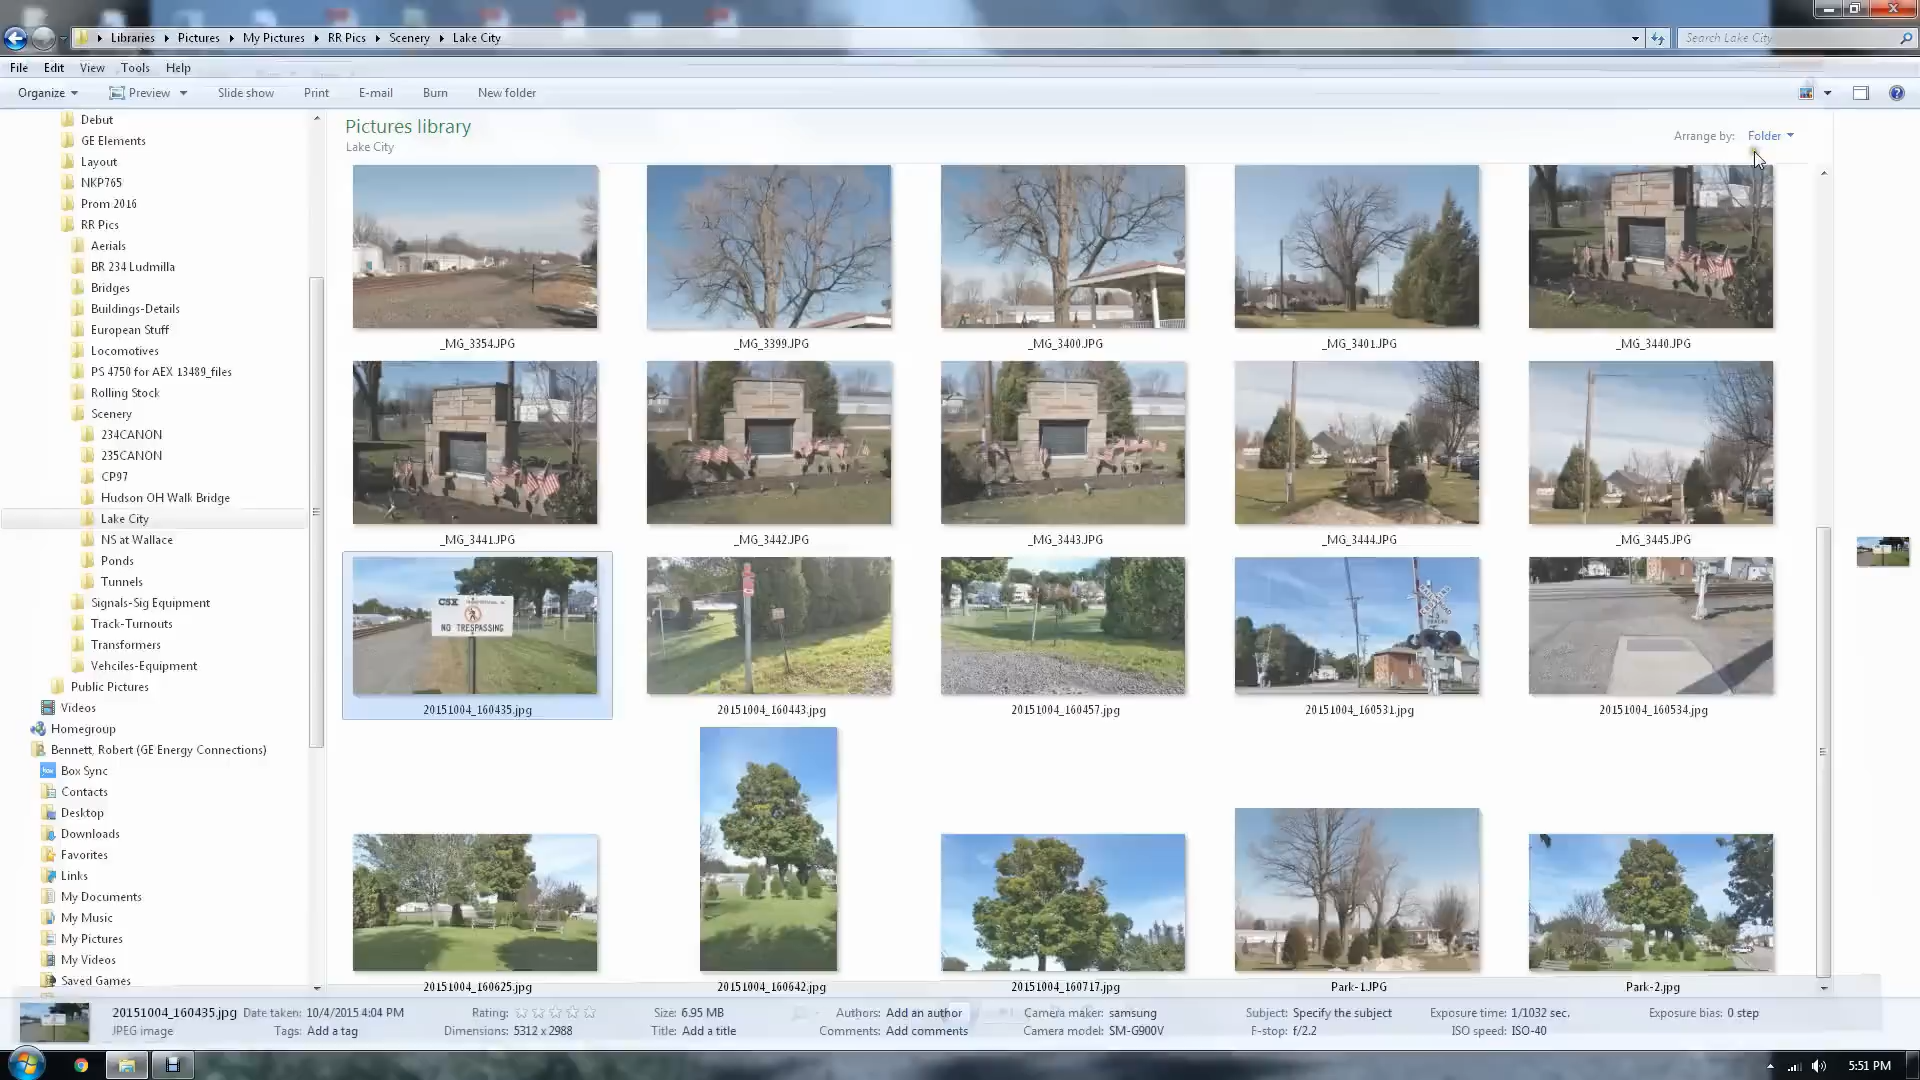 Libraries Pictures My Pictures RR Pics Scenery Lake City
Search Lake City
File Edit View Tools Help
Organize Preview Slide show Print E-mail Burn New folder
Pictures library
Lake City
Arrange by: Folder
Debut
GE Elements
Layout
NKP765
Prom 2016
RR Pics
Aerials
BR 234 Ludmilla
Bridges
Buildings-Details
European Stuff
Locomotives
PS 4750 for AEX 13489_files
Rolling Stock
Scenery
234CANON
235CANON
CP97
Hudson OH Walk Bridge
Lake City
NS at Wallace
Ponds
Tunnels
Signals-Sig Equipment
Track-Turnouts
Transformers
Vehciles-Equipment
Public Pictures
Videos
Homegroup
Bennett, Robert (GE Energy Connections)
Box Sync
Contacts
Desktop
Downloads
Favorites
Links
My Documents
My Music
My Pictures
My Videos
Saved Games
_MG_3354.JPG _MG_3399.JPG _MG_3400.JPG _MG_3401.JPG _MG_3440.JPG
_MG_3441.JPG _MG_3442.JPG _MG_3443.JPG _MG_3444.JPG _MG_3445.JPG
CSX
NO TRESPASSING
20151004_160435.jpg 20151004_160443.jpg 20151004_160457.jpg 20151004_160531.jpg 20151004_160534.jpg
20151004_160625.jpg 20151004_160642.jpg 20151004_160717.jpg Park-1.JPG Park-2.jpg
20151004_160435.jpg Date taken: 10/4/2015 4:04 PM Rating: Size: 6.95 MB Authors: Add an author Camera maker: samsung Subject: Specify the subject Exposure time: 1/1032 sec. Exposure bias: 0 step
JPEG image Tags: Add a tag Dimensions: 5312 x 2988 Title: Add a title Comments: Add comments Camera model: SM-G900V F-stop: f/2.2 ISO speed: ISO-40
5:51 PM